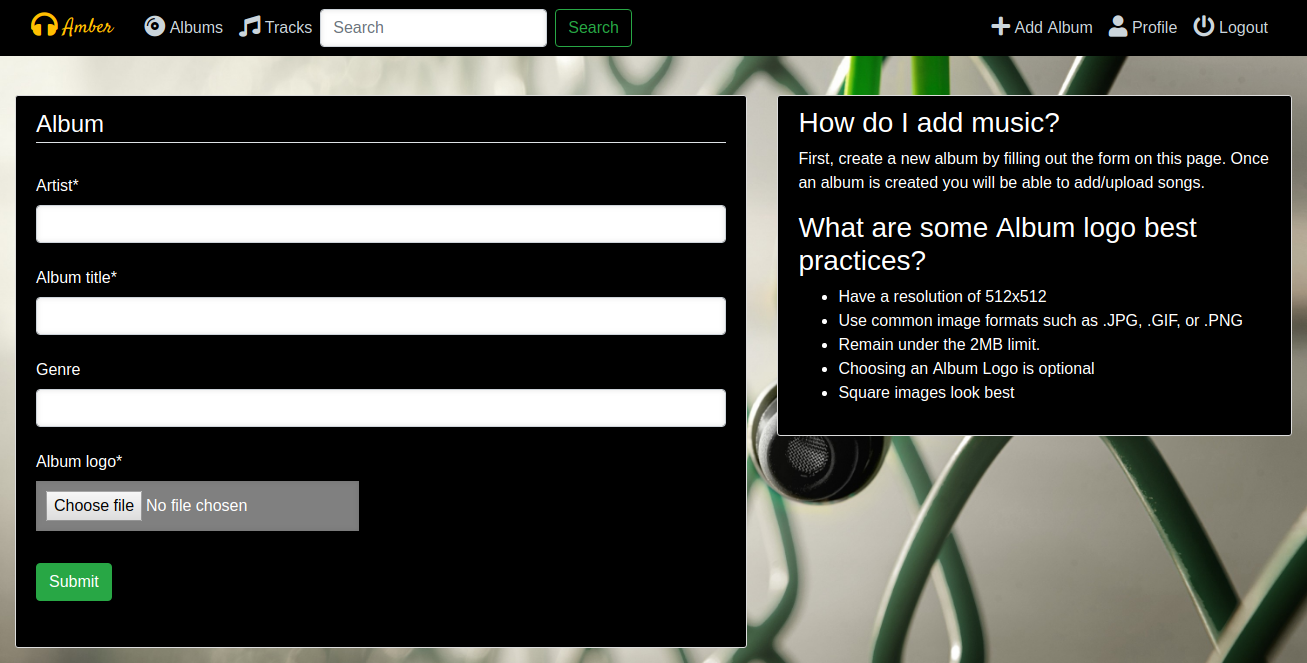 Amber Albums Tracks Search Search Add Album Profile Logout
Album
Artist*
Album title*
Genre
Album logo*
Choose file No file chosen
Submit
How do I add music?
First, create a new album by filling out the form on this page. Once
an album is created you will be able to add/upload songs.
What are some Album logo best
practices?
• Have a resolution of 512x512
• Use common image formats such as .JPG, .GIF, or .PNG
• Remain under the 2MB limit.
• Choosing an Album Logo is optional
• Square images look best